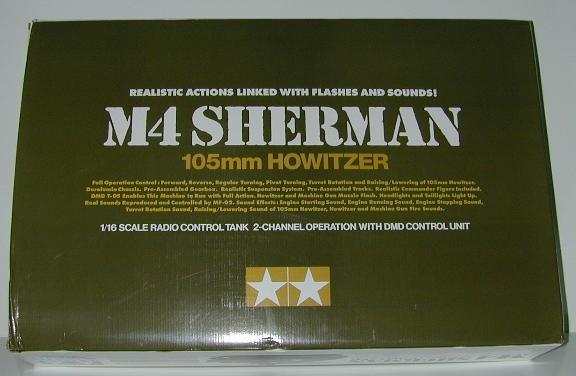 REALISTIC ACTIONS LINKED WITH FLASHES AND SOUNDS!
M4 SHERMAN
105mm HOWITZER
Full Operation Control: Forward, Reverse, Regular Turning, Pivot Turning, Turret Rotation and Raising/Lowering of 105mm Howitzer.
Duralumin Chassis. Pre-Assembled Gearbox. Realistic Suspension System. Pre-Assembled Tracks. Realistic Commander Figure Included.
DMD T-05 Enables This Machine to Run with Full Action. Howitzer and Machine Gun Muzzle Flash. Headlights and Taillights Light Up.
Real Sounds Reproduced and Controlled by MF-05. Sound Effects: Engine Starting Sound, Engine Revving Sound, Engine Stopping Sound,
Turret Rotation Sound, Raising/Lowering Sound of 105mm Howitzer, Howitzer and Machine Gun Fire Sounds.
1/16 SCALE RADIO CONTROL TANK 2-CHANNEL OPERATION WITH DMD CONTROL UNIT